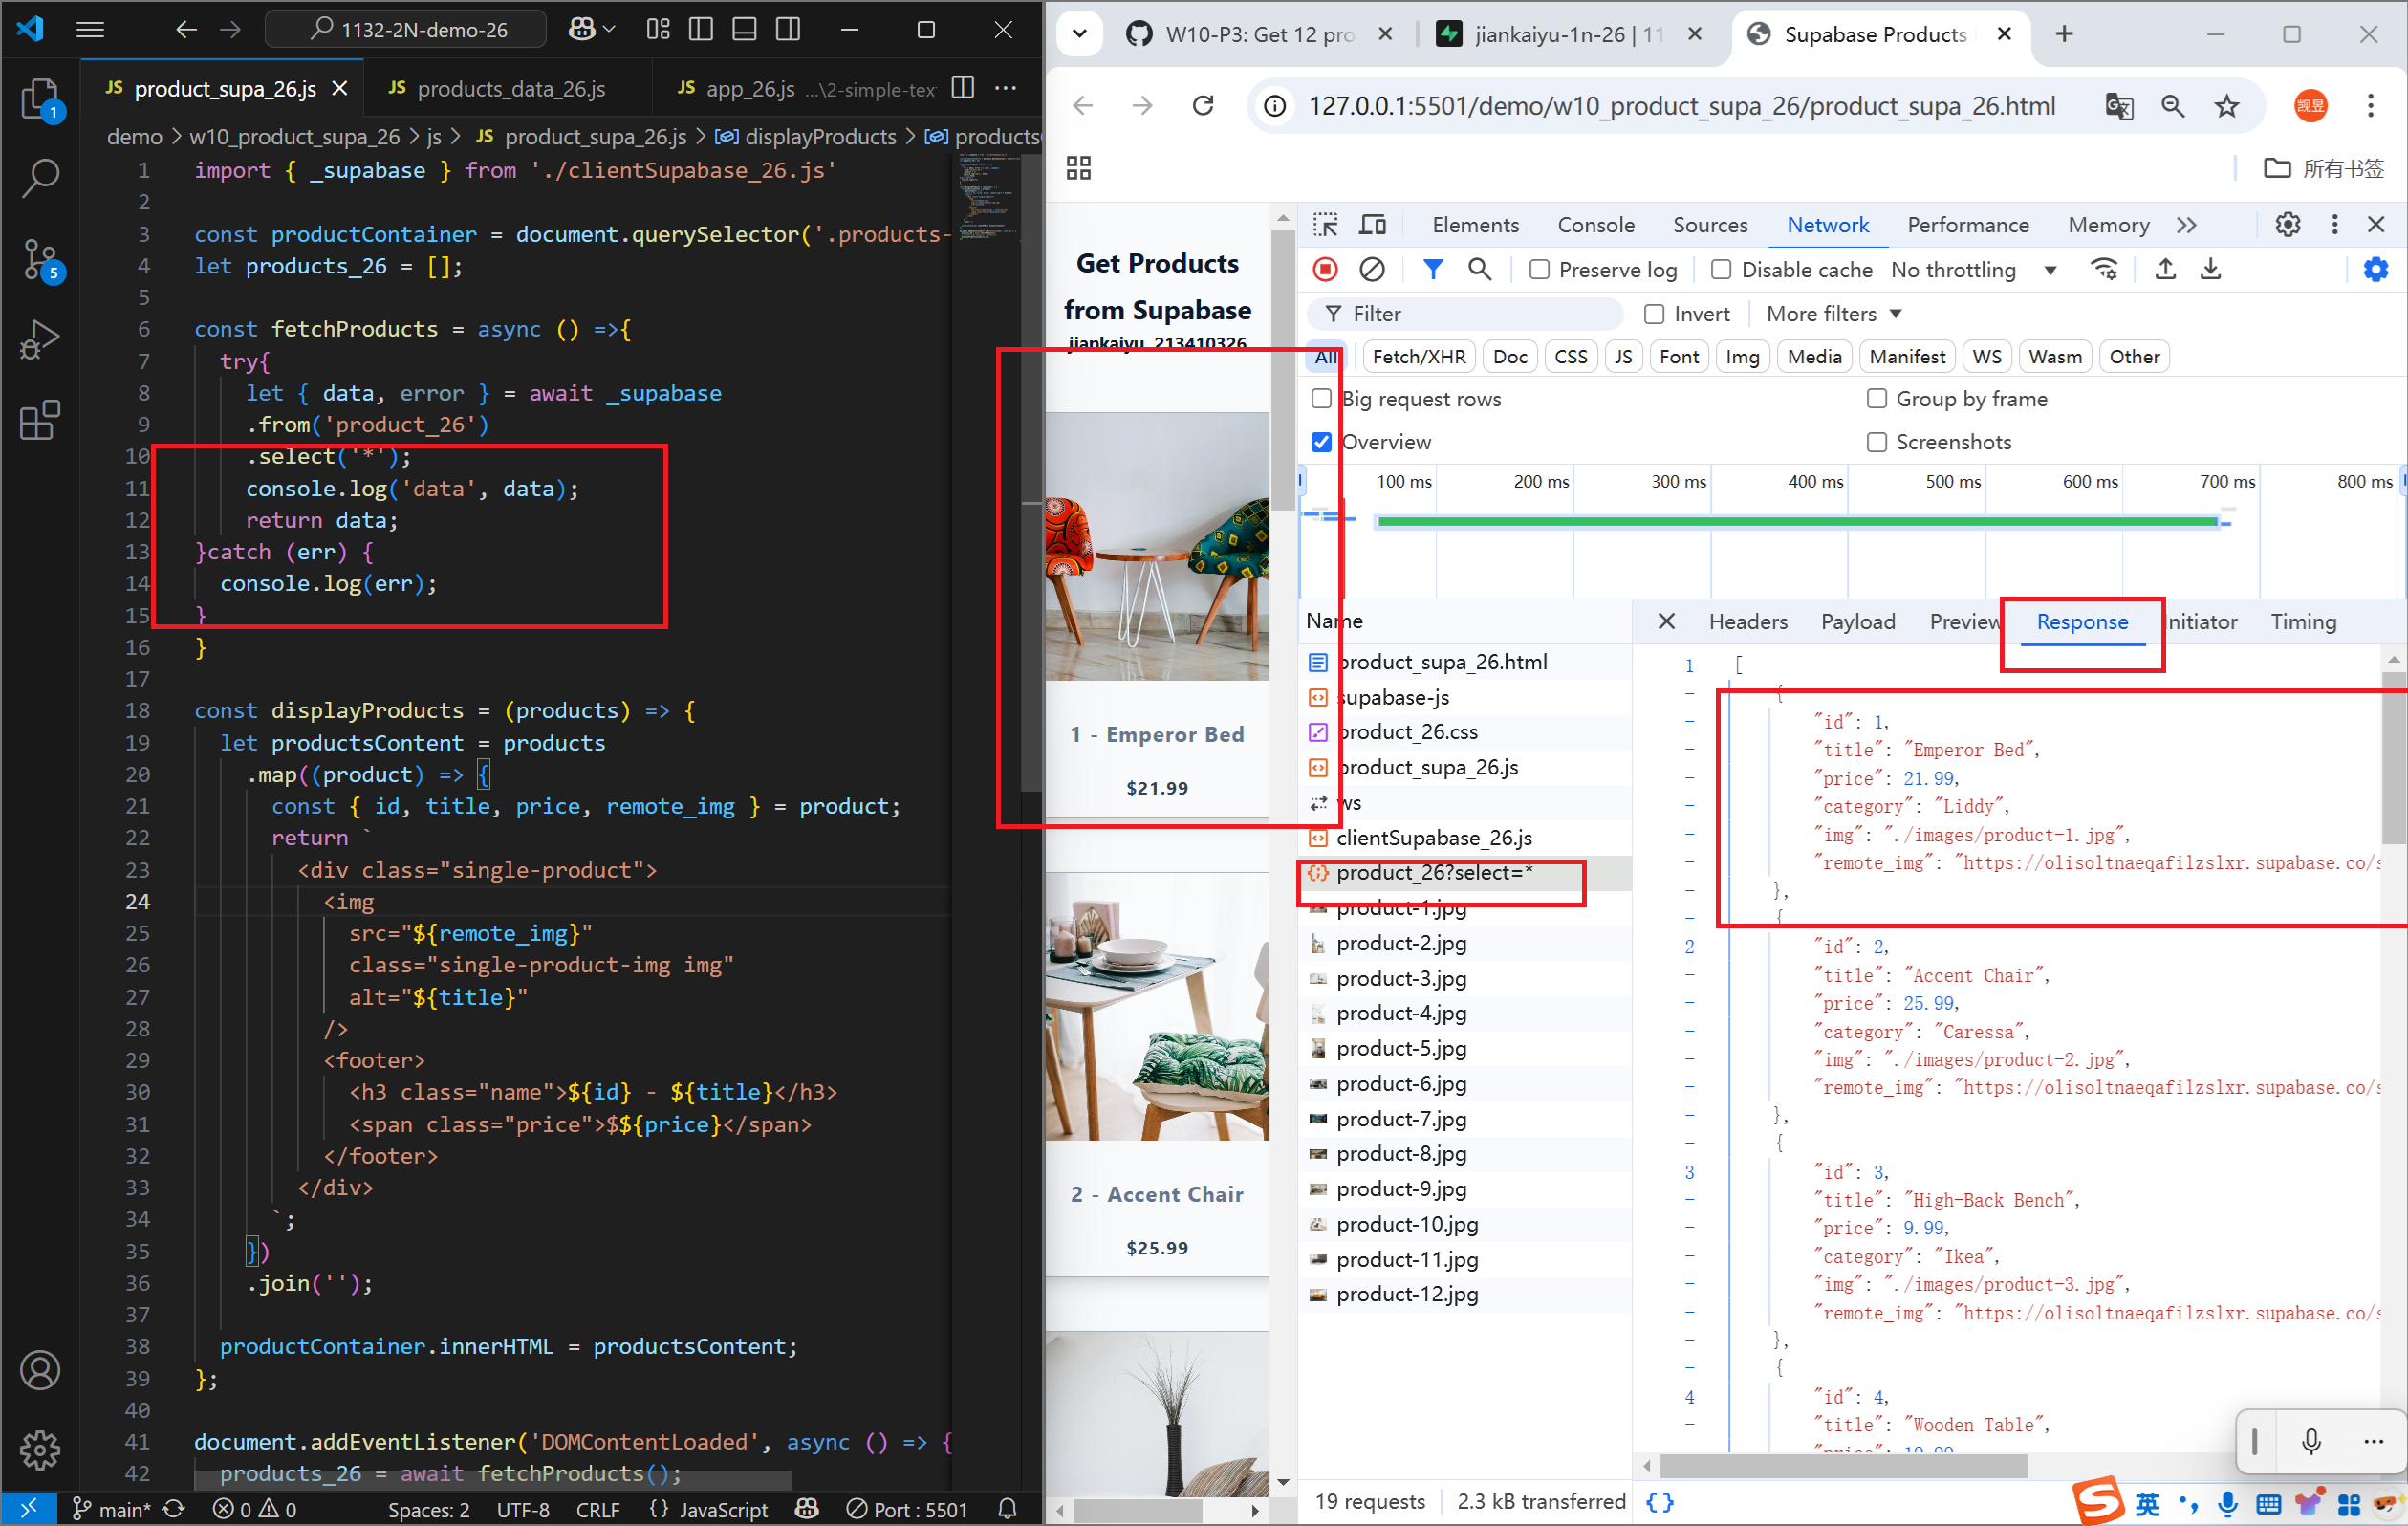 1132-2N-demo-26
JS product_supa_26.js
JS products_data_26.js
JS app_26.js ...\2-simple-tex
demo > w10_product_supa_26 > js > JS product_supa_26.js > displayProducts >
1 import { _supabase } from './clientSupabase_26.js'
2
3 const productContainer = document.querySelector('.products-
4 let products_26 = [];
5
6 const fetchProducts = async () =>{
7 try{
8 let { data, error } = await _supabase
9 .from('product_26')
10 .select('*');
11 console.log('data', data);
12 return data;
13 }catch (err) {
14 console.log(err);
15 }
16 }
17
18 const displayProducts = (products) => {
19 let productsContent = products
20 .map((product) => {
21 const { id, title, price, remote_img } = product;
22 return `
23 <div class="single-product">
24 <img
25 src="${remote_img}"
26 class="single-product-img img"
27 alt="${title}"
28 />
29 <footer>
30 <h3 class="name">${id} - ${title}</h3>
31 <span class="price">$${price}</span>
32 </footer>
33 </div>
34 `;
35 })
36 .join('');
37
38 productContainer.innerHTML = productsContent;
39 };
40
41 document.addEventListener('DOMContentLoaded', async () => {
42 products_26 = await fetchProducts();
1
5
main* 0 0 Spaces: 2 UTF-8 CRLF {} JavaScript Port : 5501
W10-P3: Get 12 pro
jiankaiyu-1n-26 | 11
Supabase Products
127.0.0.1:5501/demo/w10_product_supa_26/product_supa_26.html
觊昱
所有书签
Get Products
from Supabase
jiankaiyu_213410326
1 - Emperor Bed
$21.99
2 - Accent Chair
$25.99
Elements Console Sources Network Performance Memory
Preserve log Disable cache No throttling
Filter Invert More filters
All Fetch/XHR Doc CSS JS Font Img Media Manifest WS Wasm Other
Big request rows Group by frame
Overview Screenshots
100 ms 200 ms 300 ms 400 ms 500 ms 600 ms 700 ms 800 ms
Name
product_supa_26.html
supabase-js
product_26.css
product_supa_26.js
ws
clientSupabase_26.js
product_26?select=*
product-1.jpg
product-2.jpg
product-3.jpg
product-4.jpg
product-5.jpg
product-6.jpg
product-7.jpg
product-8.jpg
product-9.jpg
product-10.jpg
product-11.jpg
product-12.jpg
19 requests 2.3 kB transferred {}
Headers Payload Preview Response Initiator Timing
1 [
- {
- "id": 1,
- "title": "Emperor Bed",
- "price": 21.99,
- "category": "Liddy",
- "img": "./images/product-1.jpg",
- "remote_img": "https://olisoltnaeqafilzslxr.supabase.co/s
- },
- {
2 "id": 2,
- "title": "Accent Chair",
- "price": 25.99,
- "category": "Caressa",
- "img": "./images/product-2.jpg",
- "remote_img": "https://olisoltnaeqafilzslxr.supabase.co/s
- },
- {
3 "id": 3,
- "title": "High-Back Bench",
- "price": 9.99,
- "category": "Ikea",
- "img": "./images/product-3.jpg",
- "remote_img": "https://olisoltnaeqafilzslxr.supabase.co/s
- },
- {
4 "id": 4,
- "title": "Wooden Table",
"price": 19.99
英